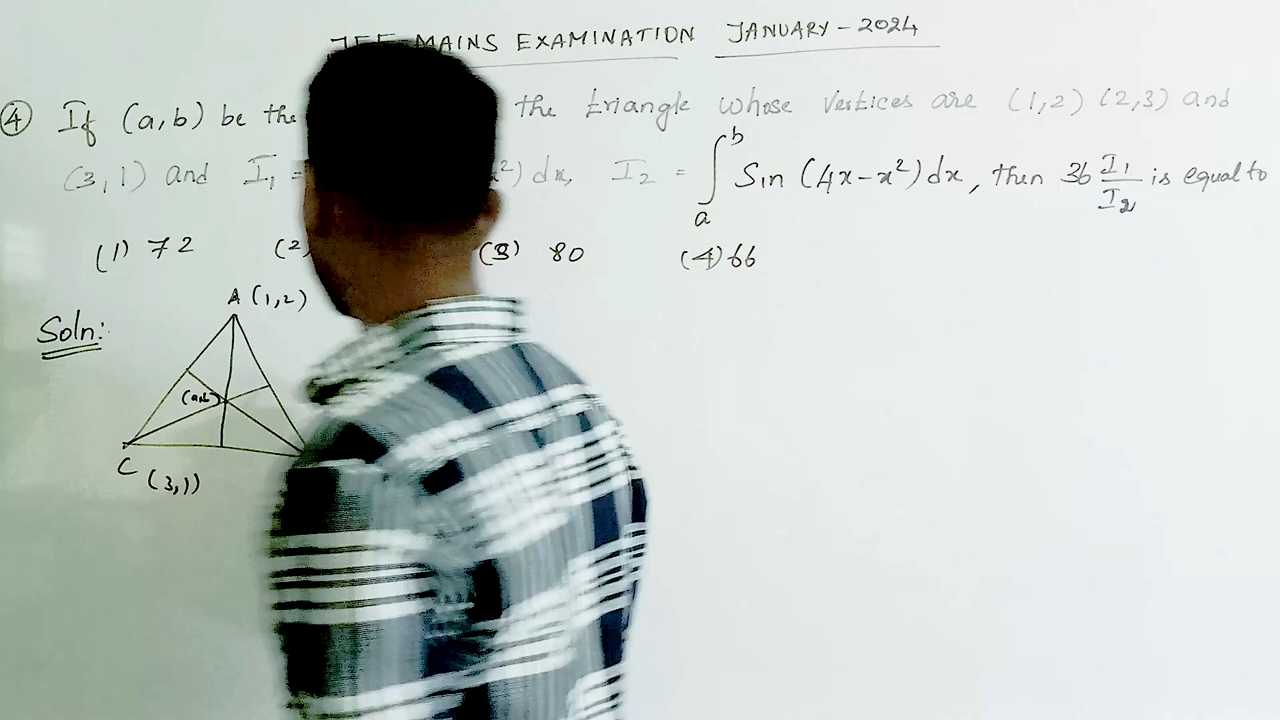 MAINS EXAMINATION JANUARY - 2024
④ If (a,b) be the the triangle whose vertices are (1,2) (2,3) and
(3,1) and I₁ = x²) dx, I₂ = ∫ₐᵇ Sin (4x-x²) dx, then 36 I₁/I₂ is equal to
(1) 72 (2) (3) 80 (4) 66
Soln:
A (1,2)
(a,b)
C (3,1)